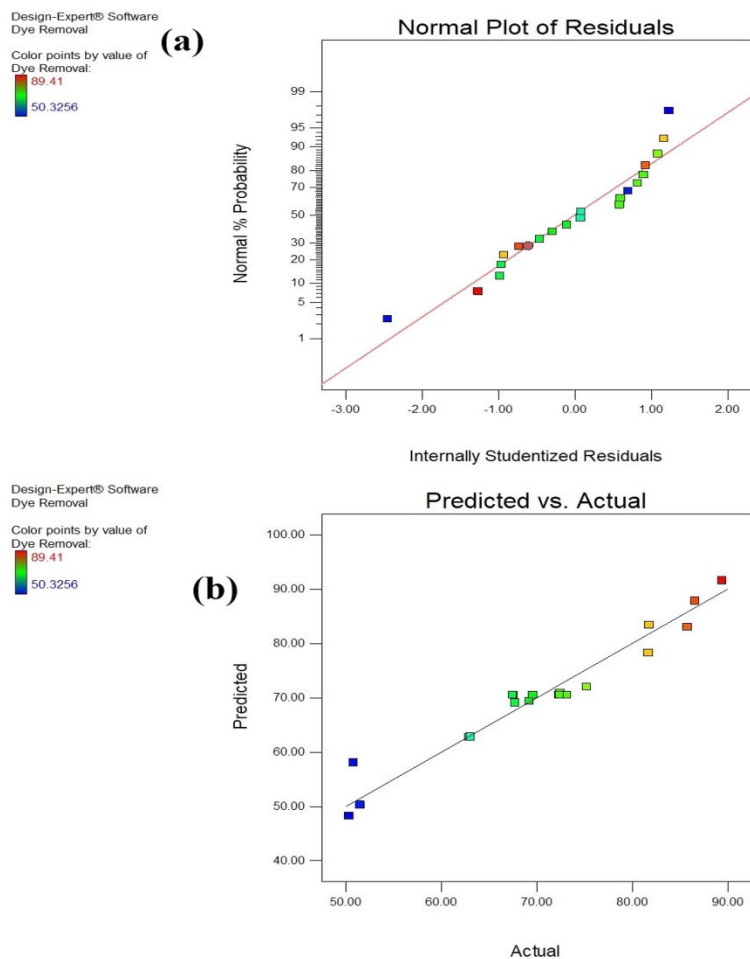 Design-Expert® Software
Dye Removal
Color points by value of
Dye Removal:
89.41
50.3256
(a)
Normal Plot of Residuals
Normal % Probability
99
95
90
80
70
50
30
20
10
5
1
-3.00 -2.00 -1.00 0.00 1.00 2.00
Internally Studentized Residuals
Design-Expert® Software
Dye Removal
Color points by value of
Dye Removal:
89.41
50.3256
(b)
Predicted vs. Actual
Predicted
100.00
90.00
80.00
70.00
60.00
50.00
40.00
50.00 60.00 70.00 80.00 90.00
Actual